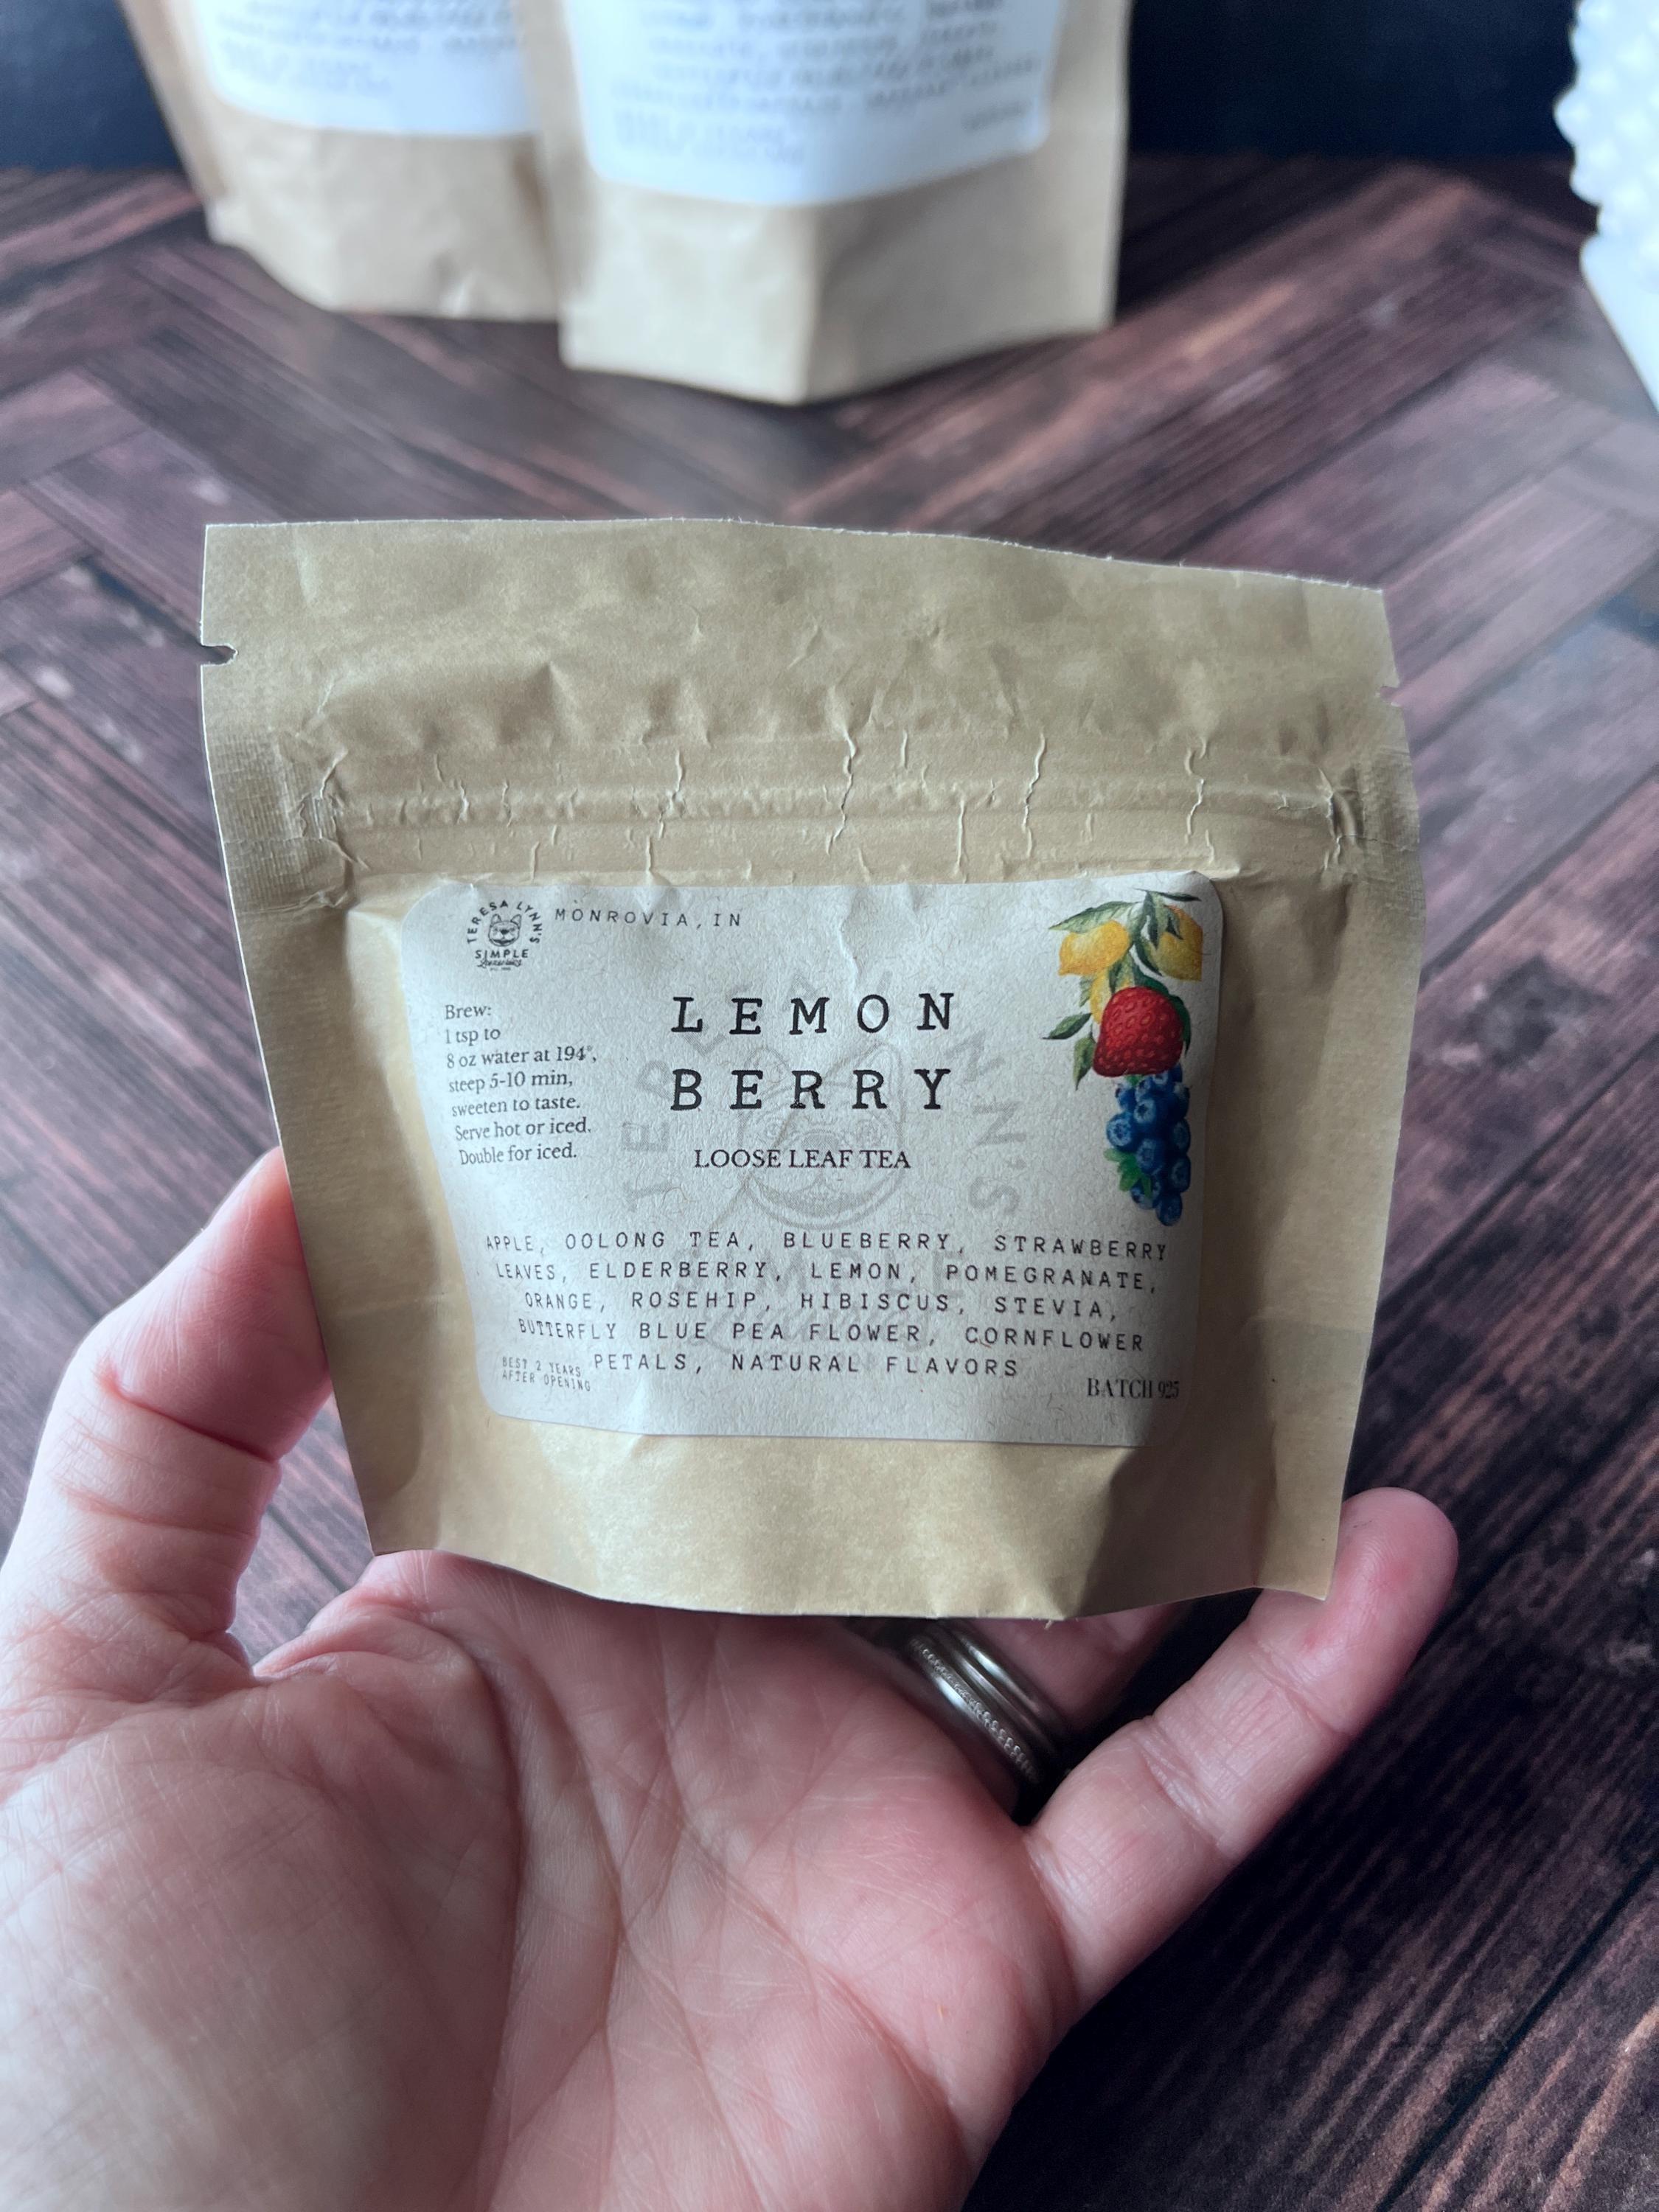 TERESA LYNN'S
SIMPLE
MONROVIA, IN
Brew:
1 tsp to
8 oz water at 194°,
steep 5-10 min,
sweeten to taste.
Serve hot or iced.
Double for iced.
LEMON
BERRY
LOOSE LEAF TEA
APPLE, OOLONG TEA, BLUEBERRY, STRAWBERRY
LEAVES, ELDERBERRY, LEMON, POMEGRANATE,
ORANGE, ROSEHIP, HIBISCUS, STEVIA,
BUTTERFLY BLUE PEA FLOWER, CORNFLOWER
PETALS, NATURAL FLAVORS
BEST 2 YEARS
AFTER OPENING
BATCH 925